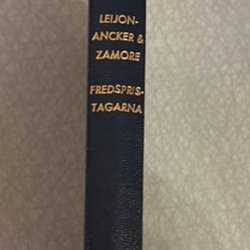 LEIJON-
ANCKER &
ZAMORE
FREDSPRIS-
TAGARNA